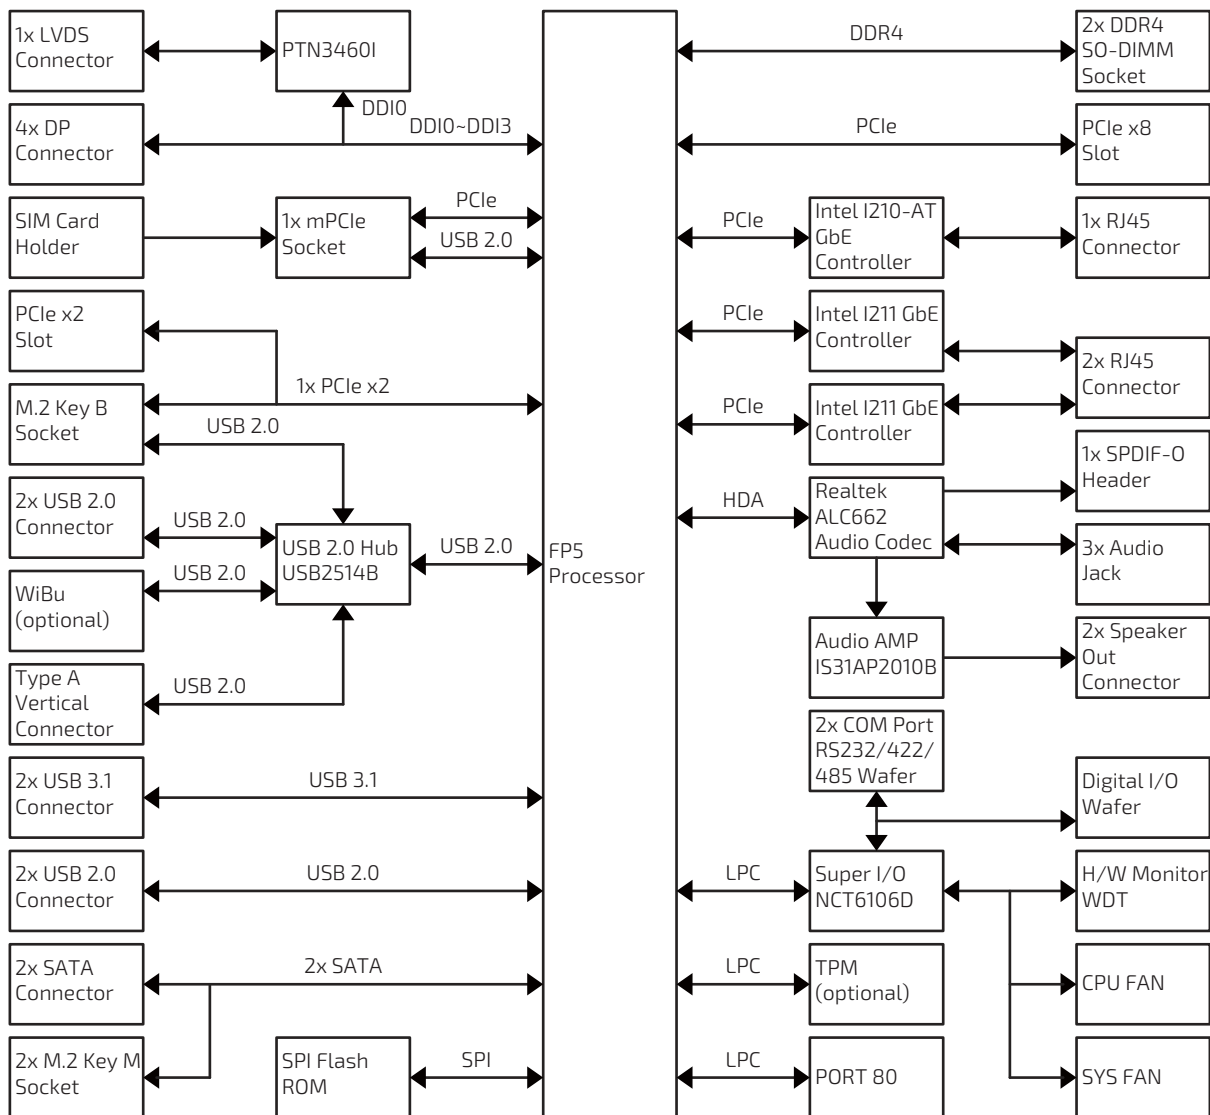 1x LVDS
Connector
PTN3460I
DDR4
2x DDR4
SO-DIMM
Socket
DDI0
4x DP
Connector
DDI0~DDI3
PCIe
PCIe x8
Slot
SIM Card
Holder
1x mPCIe
Socket
PCIe
USB 2.0
PCIe
Intel I210-AT
GbE
Controller
1x RJ45
Connector
PCIe x2
Slot
PCIe
Intel I211 GbE
Controller
2x RJ45
Connector
1x PCIe x2
M.2 Key B
Socket
USB 2.0
PCIe
Intel I211 GbE
Controller
1x SPDIF-O
Header
2x USB 2.0
Connector
USB 2.0
HDA
Realtek
ALC662
Audio Codec
USB 2.0 Hub
USB2514B
USB 2.0
FP5
Processor
3x Audio
Jack
WiBu
(optional)
USB 2.0
Audio AMP
IS31AP2010B
2x Speaker
Out
Connector
Type A
Vertical
Connector
USB 2.0
2x COM Port
RS232/422/
485 Wafer
2x USB 3.1
Connector
USB 3.1
Digital I/O
Wafer
2x USB 2.0
Connector
USB 2.0
LPC
Super I/O
NCT6106D
H/W Monitor
WDT
2x SATA
Connector
2x SATA
LPC
TPM
(optional)
CPU FAN
2x M.2 Key M
Socket
SPI Flash
ROM
SPI
LPC
PORT 80
SYS FAN